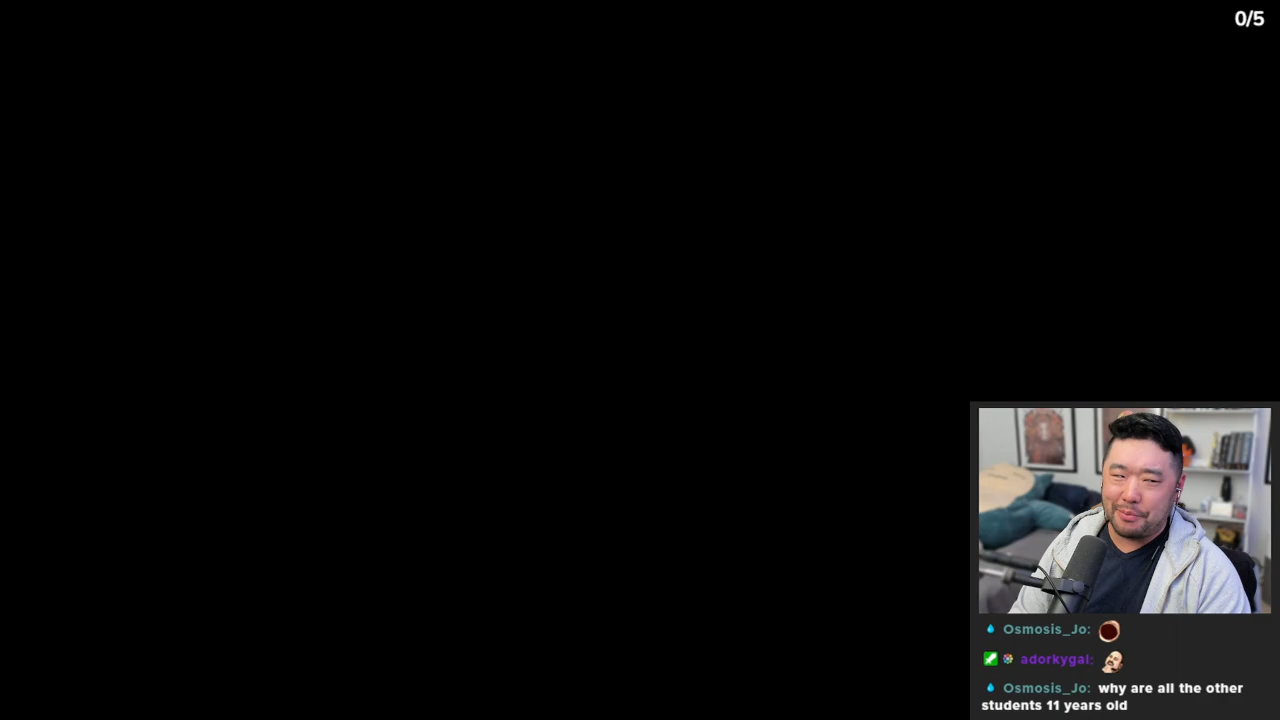 0/5
Osmosis_Jo:
adorkygal:
Osmosis_Jo: why are all the other
students 11 years old